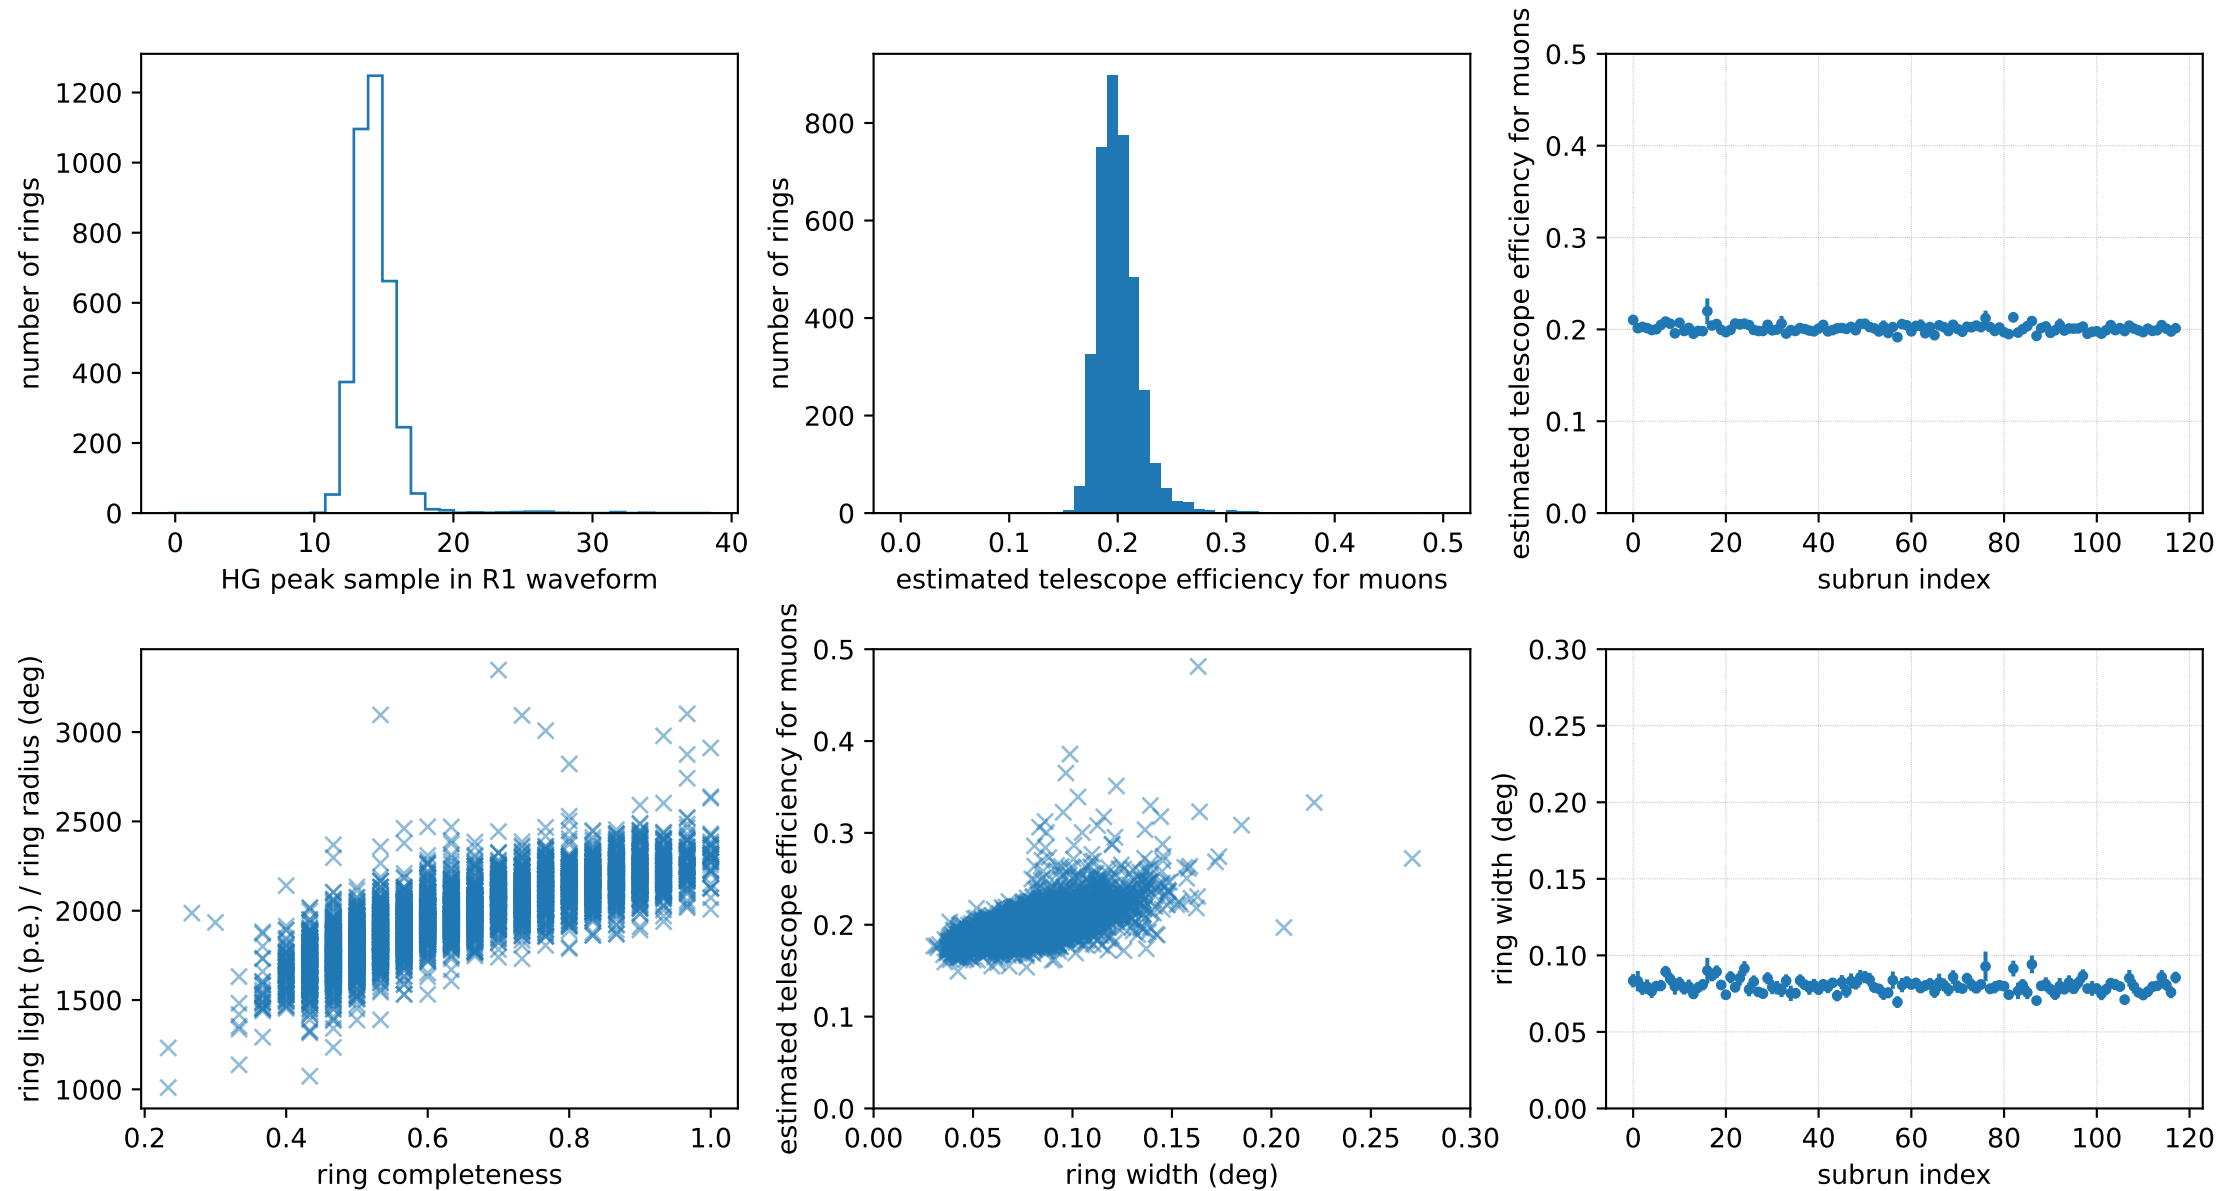 number of rings
1200
1000
800
600
400
200
0
0 10 20 30 40
HG peak sample in R1 waveform
number of rings
800
600
400
200
0
0.0 0.1 0.2 0.3 0.4 0.5
estimated telescope efficiency for muons
estimated telescope efficiency for muons
0.5
0.4
0.3
0.2
0.1
0.0
0 20 40 60 80 100 120
subrun index
ring light (p.e.) / ring radius (deg)
3000
2500
2000
1500
1000
0.2 0.4 0.6 0.8 1.0
ring completeness
estimated telescope efficiency for muons
0.5
0.4
0.3
0.2
0.1
0.0
0.00 0.05 0.10 0.15 0.20 0.25 0.30
ring width (deg)
ring width (deg)
0.30
0.25
0.20
0.15
0.10
0.05
0.00
0 20 40 60 80 100 120
subrun index